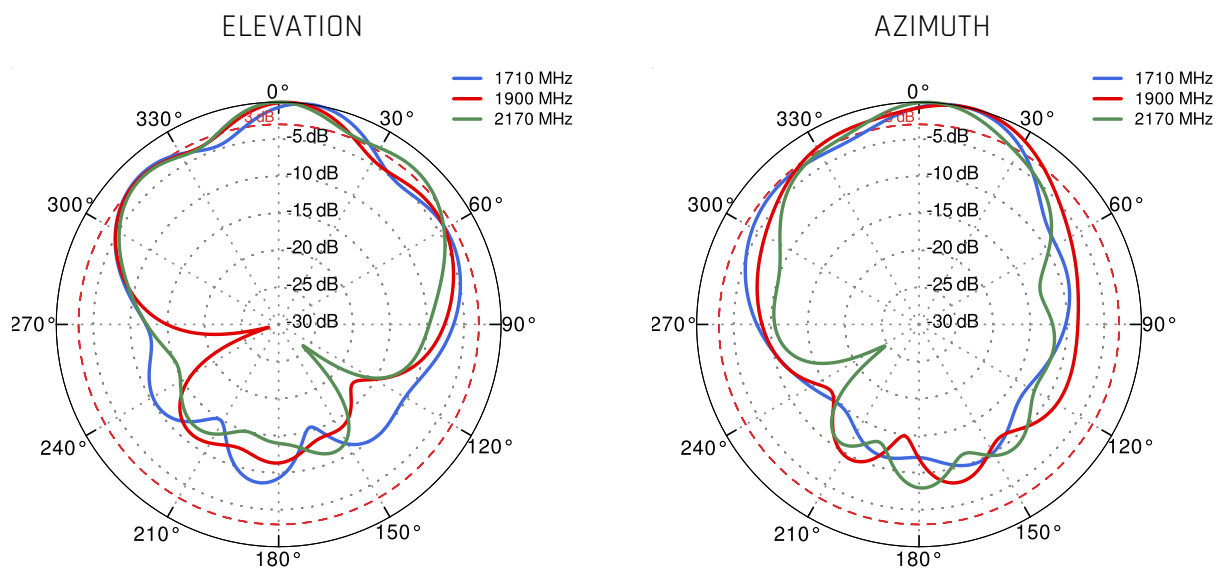 ELEVATION
1710 MHz
1900 MHz
2170 MHz
0°
3 dB
330°
30°
-5 dB
-10 dB
300°
60°
-15 dB
-20 dB
-25 dB
270°
-30 dB
90°
240°
120°
210°
150°
180°
AZIMUTH
1710 MHz
1900 MHz
2170 MHz
0°
3 dB
330°
30°
-5 dB
-10 dB
300°
60°
-15 dB
-20 dB
-25 dB
270°
-30 dB
90°
240°
120°
210°
150°
180°